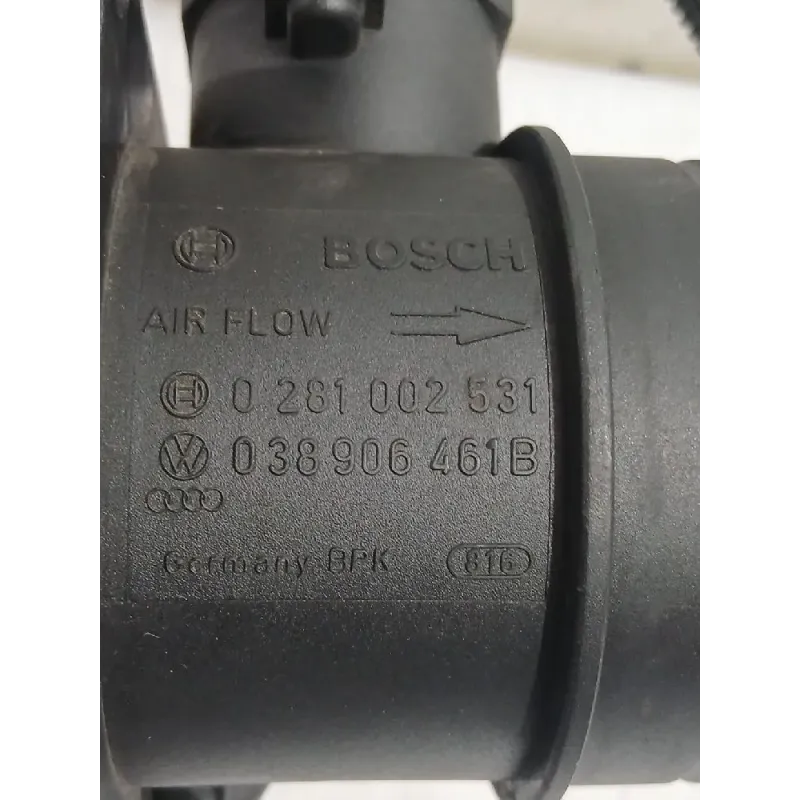 BOSCH
AIR FLOW
0 281 002 531
038 906 461B
Germany BPK 816